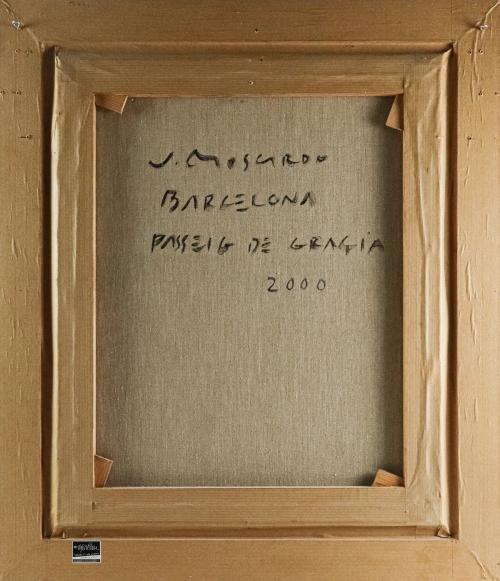 J. MOSCARDO
BARCELONA
PASSEIG DE GRACIA
2000